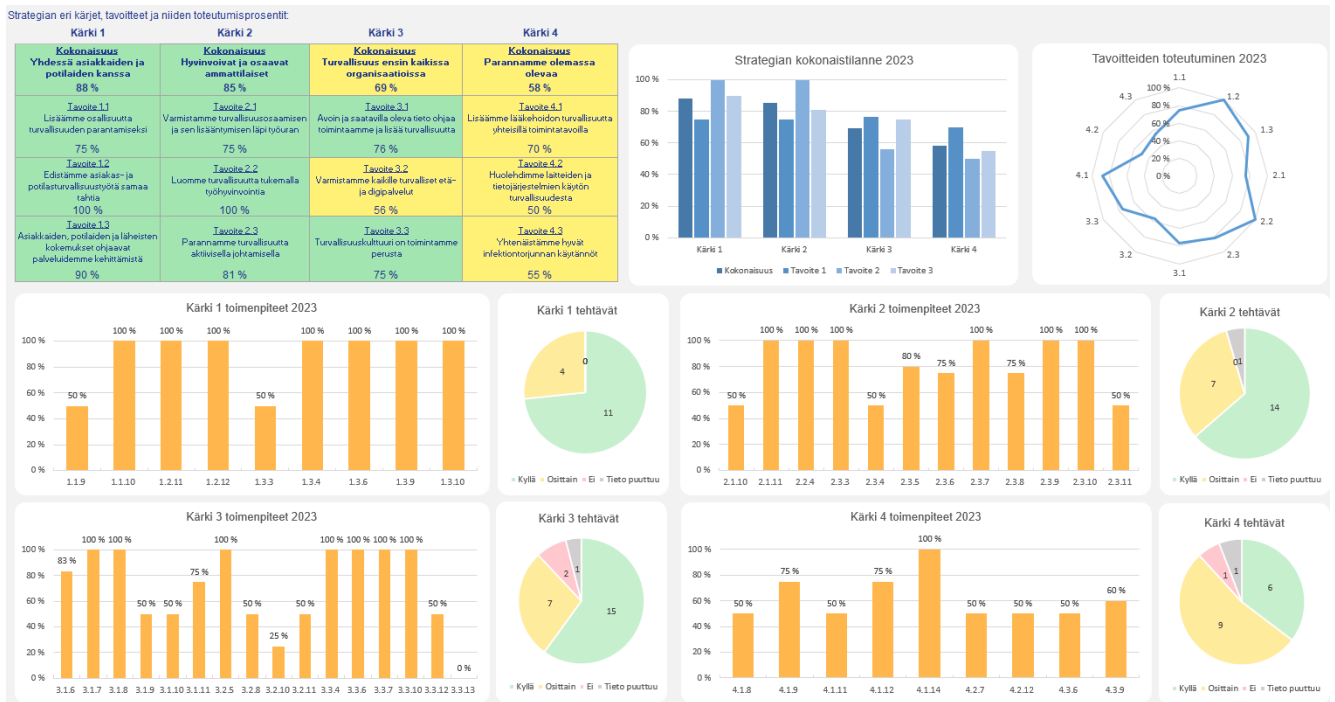 Strategian eri kärjet, tavoitteet ja niiden toteutumisprosentit:
Kärki 1
Kärki 2
Kärki 3
Kärki 4
Kokonaisuus
Yhdessä asiakkaiden ja
potilaiden kanssa
88 %
Kokonaisuus
Hyvinvoivat ja osaavat
ammattilaiset
85 %
Kokonaisuus
Turvallisuus ensin kaikissa
organisaatioissa
69 %
Kokonaisuus
Parannamme olemassa
olevaa
58 %
Tavoite 1.1
Lisäämme osallisuutta
turvallisuuden parantamiseksi
75 %
Tavoite 2.1
Varmistamme turvallisuusosaamisen
ja sen lisääntymisen läpi työuran
75 %
Tavoite 3.1
Avoin ja saatavilla oleva tieto ohjaa
toimintaamme ja lisää turvallisuutta
76 %
Tavoite 4.1
Lisäämme lääkehoidon turvallisuutta
yhteisillä toimintatavoilla
70 %
Tavoite 1.2
Edistämme asiakas- ja
potilasturvallisuustyötä samaa
tahtia
100 %
Tavoite 2.2
Luomme turvallisuutta tukemalla
työhyvinvointia
100 %
Tavoite 3.2
Varmistamme kaikille turvalliset etä-
ja digipalvelut
56 %
Tavoite 4.2
Huolehdimme laitteiden ja
tietojärjestelmien käytön
turvallisuudesta
50 %
Tavoite 1.3
Asiakkaiden, potilaiden ja läheisten
kokemukset ohjaavat
palveluidemme kehittämistä
90 %
Tavoite 2.3
Parannamme turvallisuutta
aktiivisella johtamisella
81 %
Tavoite 3.3
Turvallisuuskulttuuri on toimintamme
perusta
75 %
Tavoite 4.3
Yhtenäistämme hyvät
infektiontorjunnan käytännöt
55 %
Strategian kokonaistilanne 2023
100 %
80 %
60 %
40 %
20 %
0 %
Kärki 1 Kärki 2 Kärki 3 Kärki 4
Kokonaisuus Tavoite 1 Tavoite 2 Tavoite 3
Tavoitteiden toteutuminen 2023
1.1
1.2
1.3
2.1
2.2
2.3
3.1
3.2
3.3
4.1
4.2
4.3
100 %
80 %
60 %
40 %
20 %
0 %
Kärki 1 toimenpiteet 2023
100 %
80 %
60 %
40 %
20 %
0 %
50 % 100 % 100 % 100 % 50 % 100 % 100 % 100 % 100 %
1.1.9 1.1.10 1.2.11 1.2.12 1.3.3 1.3.4 1.3.6 1.3.9 1.3.10
Kärki 1 tehtävät
0
4
11
Kyllä Osittain Ei Tieto puuttuu
Kärki 2 toimenpiteet 2023
100 %
80 %
60 %
40 %
20 %
0 %
50 % 100 % 100 % 100 % 50 % 80 % 75 % 100 % 75 % 100 % 100 % 50 %
2.1.10 2.1.11 2.2.4 2.3.3 2.3.4 2.3.5 2.3.6 2.3.7 2.3.8 2.3.9 2.3.10 2.3.11
Kärki 2 tehtävät
0 1
7
14
Kyllä Osittain Ei Tieto puuttuu
Kärki 3 toimenpiteet 2023
100 %
80 %
60 %
40 %
20 %
0 %
83 % 100 % 100 % 50 % 50 % 75 % 100 % 50 % 25 % 50 % 100 % 100 % 100 % 100 % 50 % 0 %
3.1.6 3.1.7 3.1.8 3.1.9 3.1.10 3.1.11 3.2.5 3.2.8 3.2.10 3.2.11 3.3.4 3.3.6 3.3.7 3.3.10 3.3.12 3.3.13
Kärki 3 tehtävät
2 1
7
15
Kyllä Osittain Ei Tieto puuttuu
Kärki 4 toimenpiteet 2023
100 %
80 %
60 %
40 %
20 %
0 %
50 % 75 % 50 % 75 % 100 % 50 % 50 % 50 % 60 %
4.1.8 4.1.9 4.1.11 4.1.12 4.1.14 4.2.7 4.2.12 4.3.6 4.3.9
Kärki 4 tehtävät
1 1
6
9
Kyllä Osittain Ei Tieto puuttuu